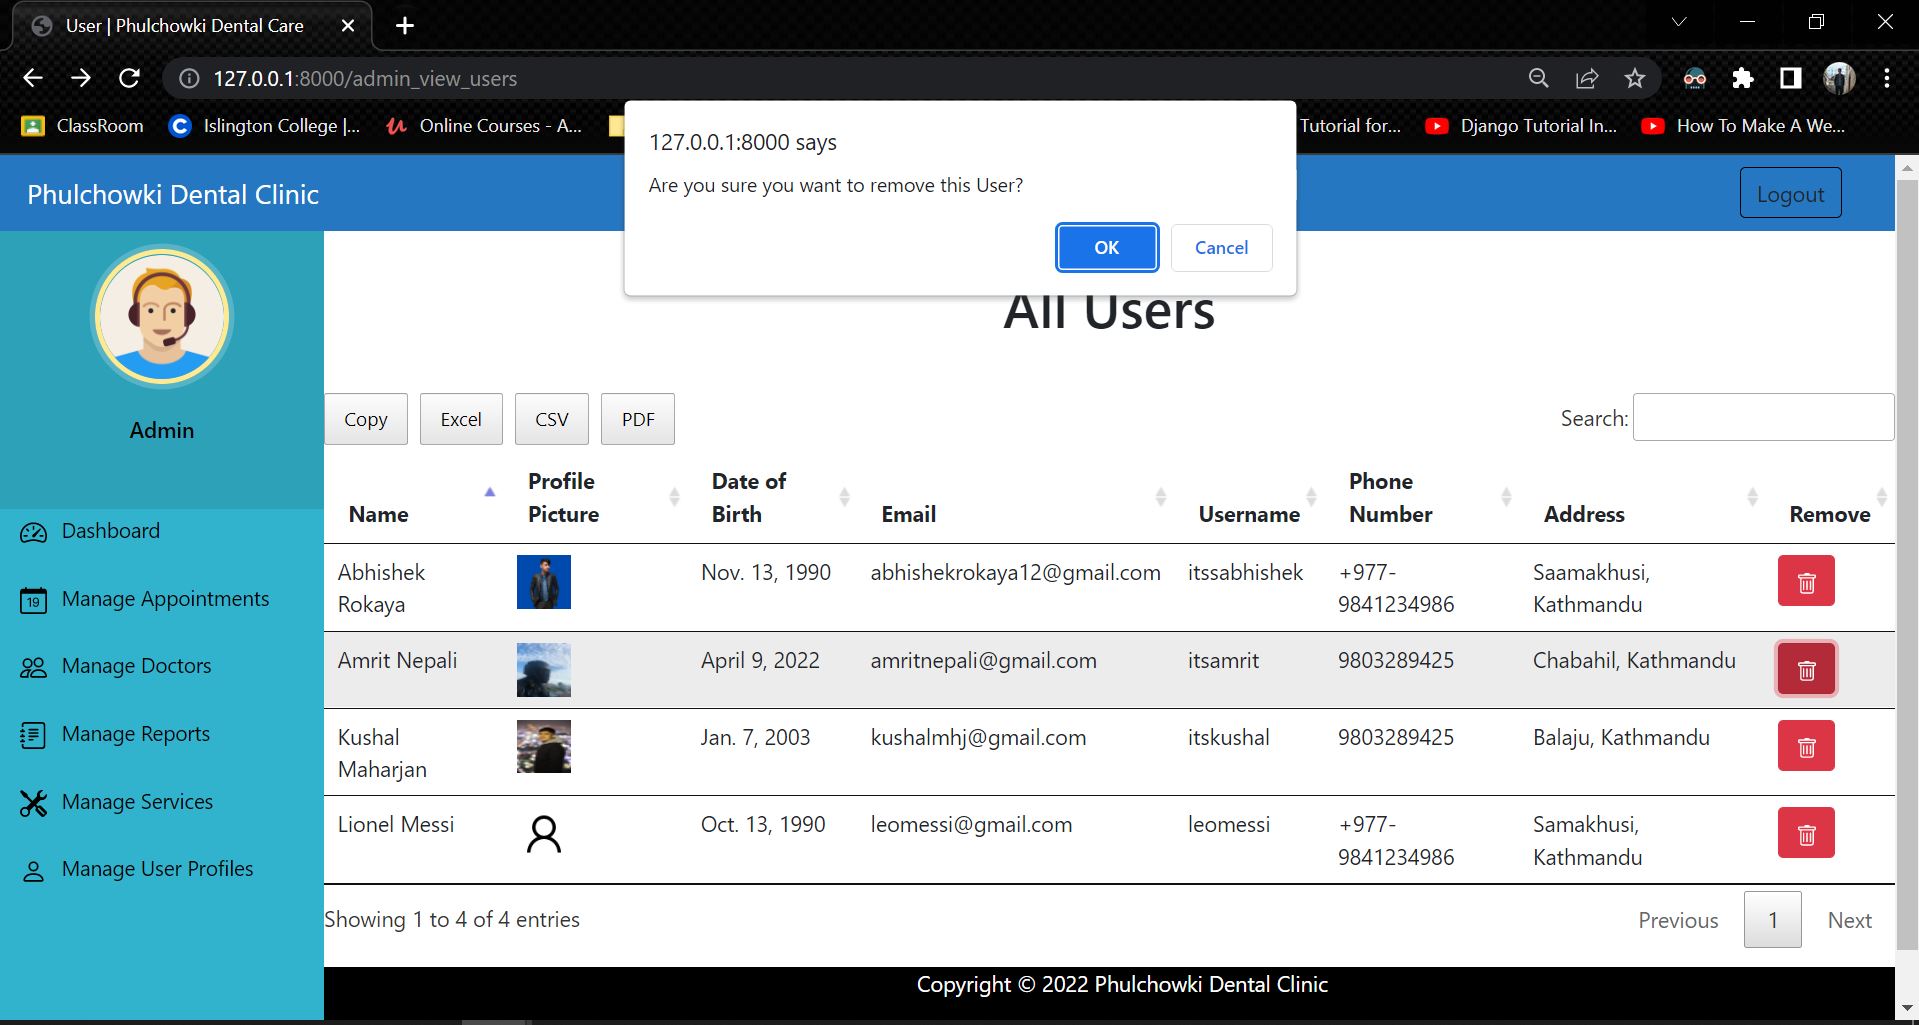 User | Phulchowki Dental Care
127.0.0.1:8000/admin_view_users
ClassRoom
Islington College |...
Online Courses - A...
Tutorial for...
Django Tutorial In...
How To Make A We...
127.0.0.1:8000 says
Are you sure you want to remove this User?
OK
Cancel
Phulchowki Dental Clinic
Logout
Admin
Dashboard
19
Manage Appointments
Manage Doctors
Manage Reports
Manage Services
Manage User Profiles
All Users
Copy
Excel
CSV
PDF
Search:
Name
Profile
Picture
Date of
Birth
Email
Username
Phone
Number
Address
Remove
Abhishek
Rokaya
Nov. 13, 1990
abhishekrokaya12@gmail.com
itssabhishek
+977-
9841234986
Saamakhusi,
Kathmandu
Amrit Nepali
April 9, 2022
amritnepali@gmail.com
itsamrit
9803289425
Chabahil, Kathmandu
Kushal
Maharjan
Jan. 7, 2003
kushalmhj@gmail.com
itskushal
9803289425
Balaju, Kathmandu
Lionel Messi
Oct. 13, 1990
leomessi@gmail.com
leomessi
+977-
9841234986
Samakhusi,
Kathmandu
Showing 1 to 4 of 4 entries
Previous
1
Next
Copyright © 2022 Phulchowki Dental Clinic